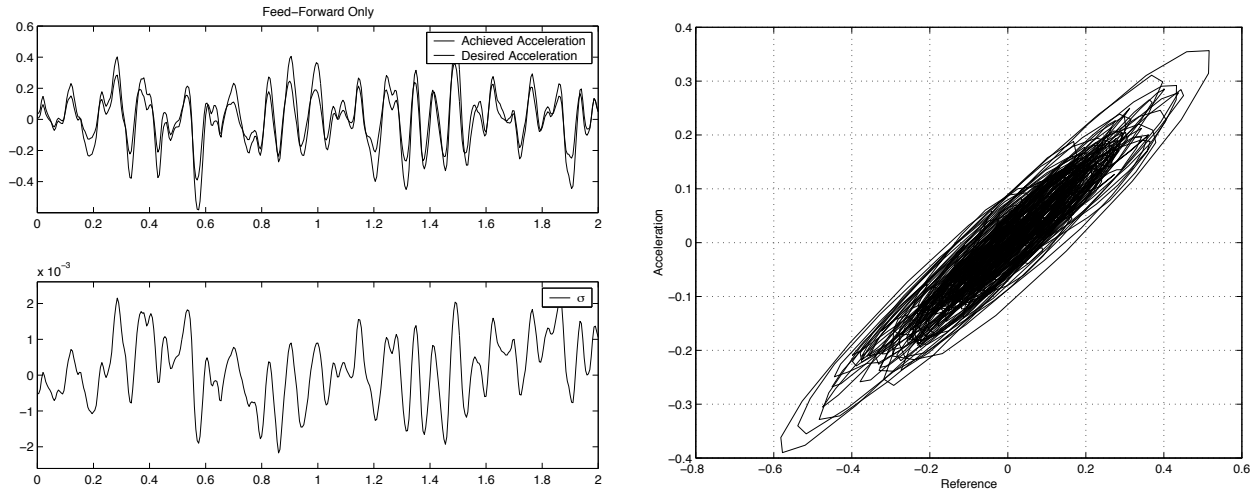 Feed−Forward Only
0.6
0.4
0.2
0
−0.2
−0.4
Achieved Acceleration
Desired Acceleration
0 0.2 0.4 0.6 0.8 1 1.2 1.4 1.6 1.8 2
x 10⁻³
2
1
0
−1
−2
σ
0 0.2 0.4 0.6 0.8 1 1.2 1.4 1.6 1.8 2
0.4
0.3
0.2
0.1
0
−0.1
−0.2
−0.3
−0.4
Acceleration
−0.8 −0.6 −0.4 −0.2 0 0.2 0.4 0.6
Reference